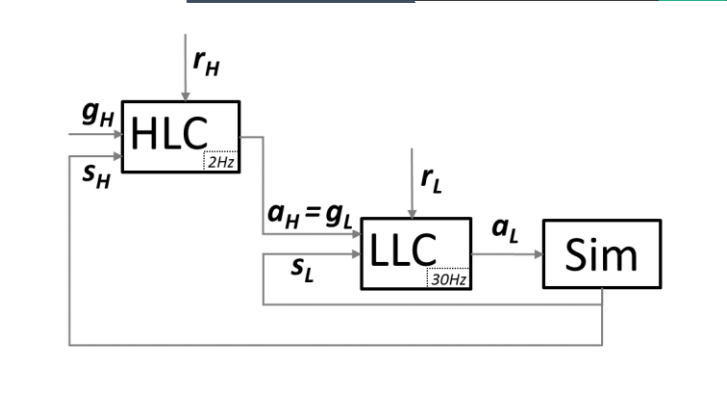 r_H
g_H
HLC
2Hz
s_H
a_H = g_L
r_L
LLC
30Hz
s_L
a_L
Sim